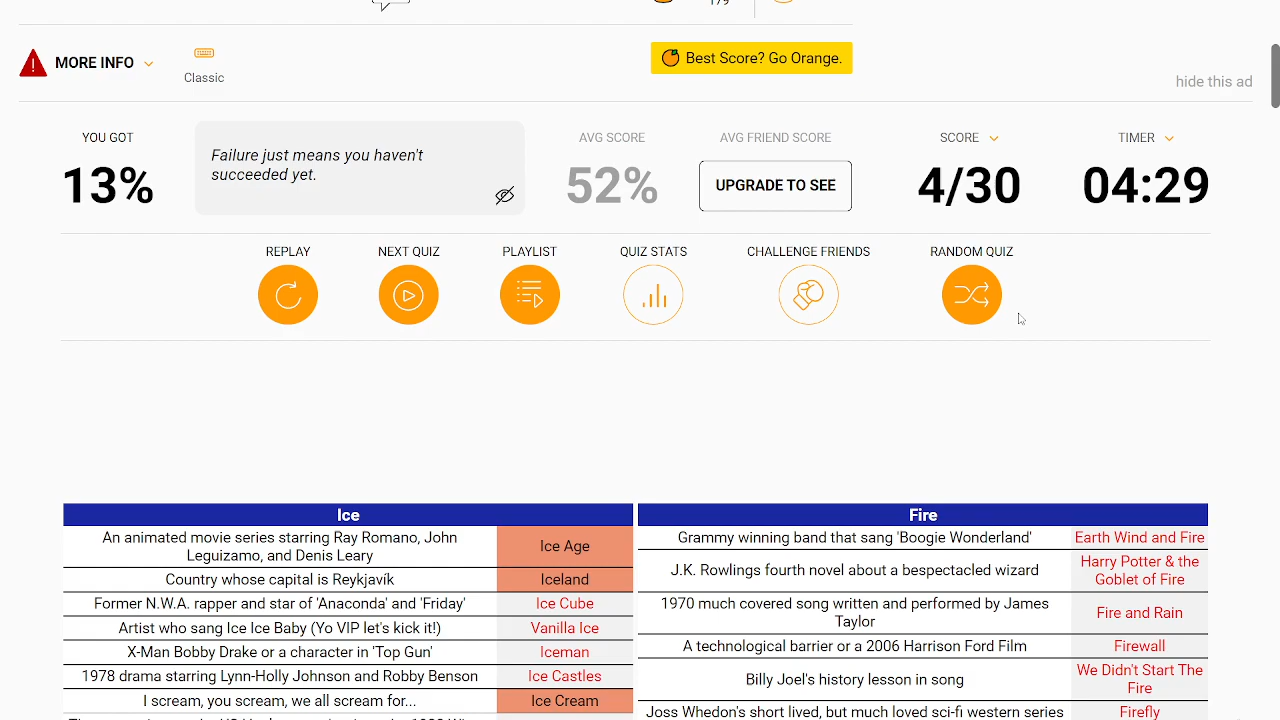 179
MORE INFO
Classic
Best Score? Go Orange.
hide this ad
YOU GOT
13%
Failure just means you haven't
succeeded yet.
AVG SCORE
52%
AVG FRIEND SCORE
UPGRADE TO SEE
SCORE
4/30
TIMER
04:29
REPLAY
NEXT QUIZ
PLAYLIST
QUIZ STATS
CHALLENGE FRIENDS
RANDOM QUIZ
Ice
An animated movie series starring Ray Romano, John
Leguizamo, and Denis Leary
Ice Age
Country whose capital is Reykjavík
Iceland
Former N.W.A. rapper and star of 'Anaconda' and 'Friday'
Ice Cube
Artist who sang Ice Ice Baby (Yo VIP let's kick it!)
Vanilla Ice
X-Man Bobby Drake or a character in 'Top Gun'
Iceman
1978 drama starring Lynn-Holly Johnson and Robby Benson
Ice Castles
I scream, you scream, we all scream for...
Ice Cream
Fire
Grammy winning band that sang 'Boogie Wonderland'
Earth Wind and Fire
J.K. Rowlings fourth novel about a bespectacled wizard
Harry Potter & the
Goblet of Fire
1970 much covered song written and performed by James
Taylor
Fire and Rain
A technological barrier or a 2006 Harrison Ford Film
Firewall
Billy Joel's history lesson in song
We Didn't Start The
Fire
Joss Whedon's short lived, but much loved sci-fi western series
Firefly